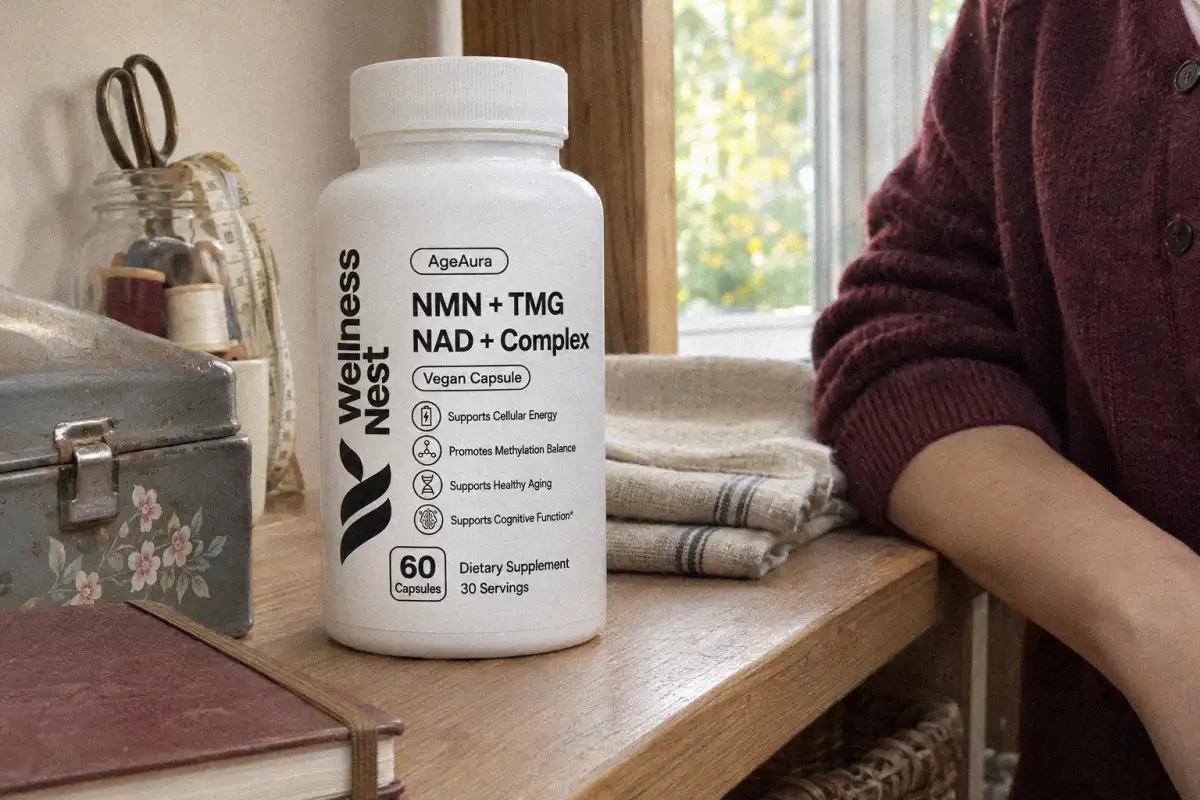 Wellness
Nest
AgeAura
NMN + TMG
NAD + Complex
Vegan Capsule
Supports Cellular Energy
Promotes Methylation Balance
Supports Healthy Aging
Supports Cognitive Function*
60
Capsules
Dietary Supplement
30 Servings